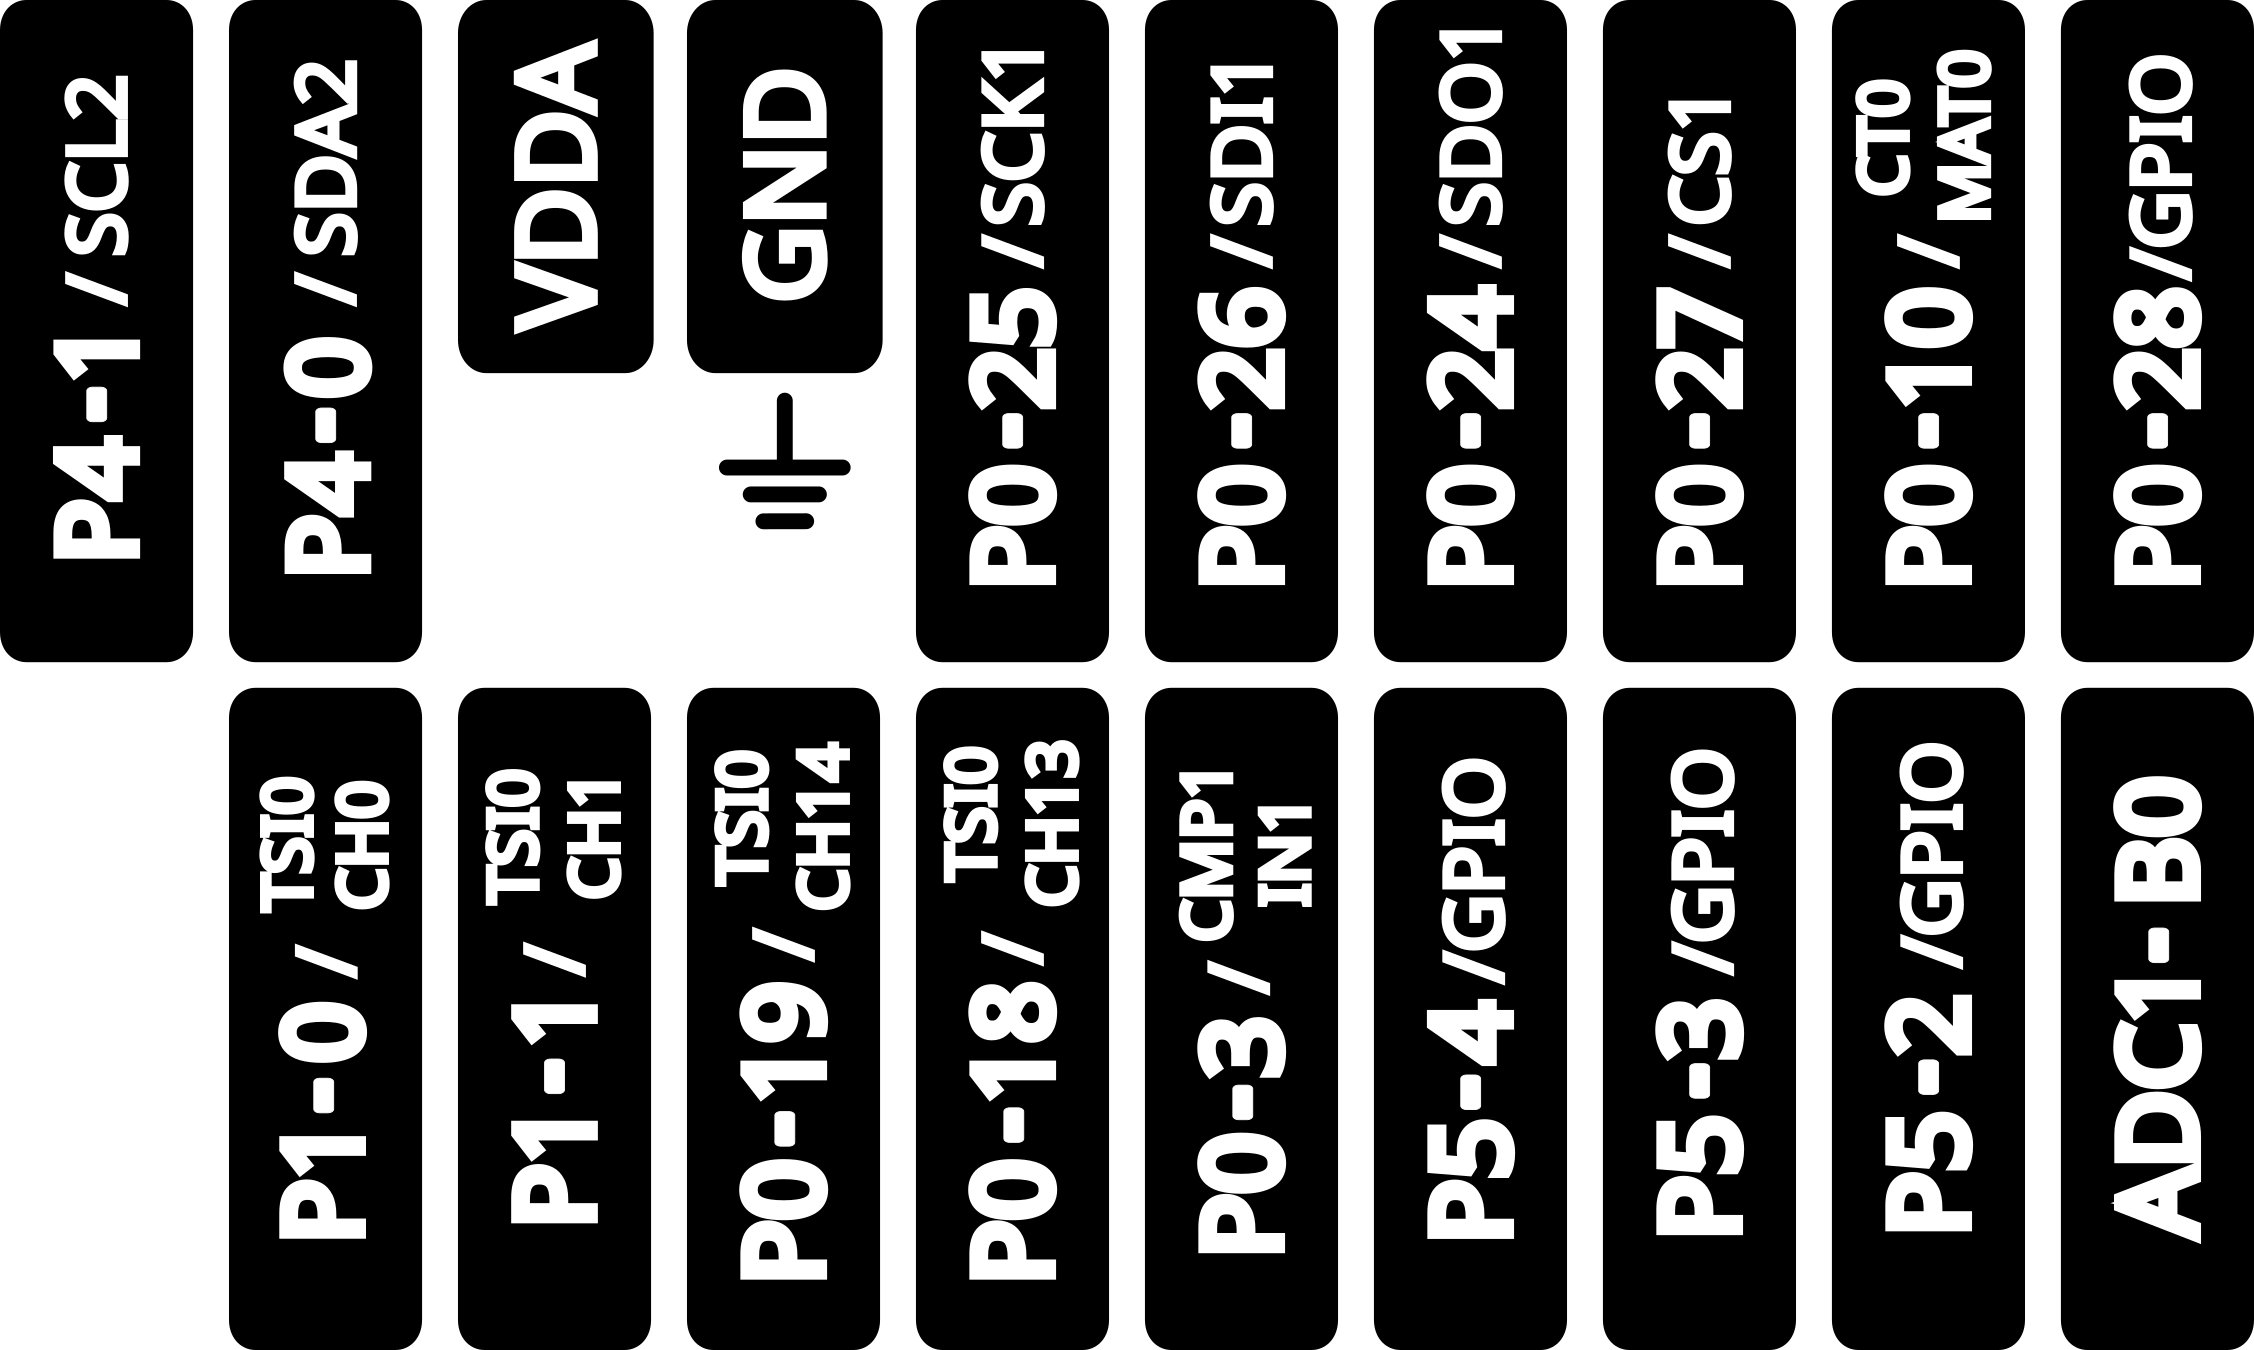 P4-1 / SCL2
P4-0 / SDA2
VDDA
GND
P0-25 / SCK1
P0-26 / SDI1
P0-24 / SDO1
P0-27 / CS1
P0-10 / CT0
MAT0
P0-28/GPIO
P1-0 / TSI0
CH0
P1-1 / TSI0
CH1
P0-19 / TSI0
CH14
P0-18 / TSI0
CH13
P0-3 / CMP1
IN1
P5-4/GPIO
P5-3 /GPIO
P5-2 /GPIO
ADC1- B0